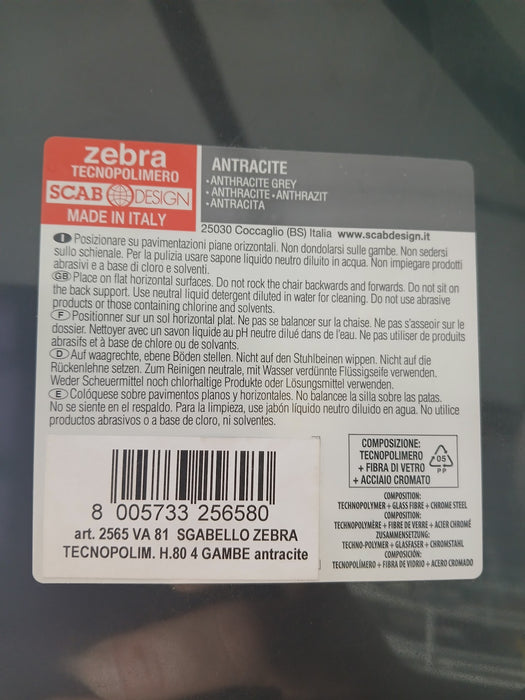 zebra
TECNOPOLIMERO
SCAB DESIGN
MADE IN ITALY
ANTRACITE
•ANTHRACITE GREY
•ANTHRACITE •ANTHRAZIT
•ANTRACITA
25030 Coccaglio (BS) Italia www.scabdesign.it
I Posizionare su pavimentazioni piane orizontali. Non dondolarsi sulle gambe. Non sedersi
sullo schienale. Per la pulizia usare sapone liquido neutro diluito in acqua. Non impiegare prodotti
abrasivi e a base di cloro e solventi.
GB Place on flat horizontal surfaces. Do not rock the chair backwards and forwards. Do not sit on
the back support. Use neutral liquid detergent diluted in water for cleaning. Do not use abrasive
products or those containing chlorine and solvents.
F Positionner sur un sol horizontal plat. Ne pas se balancer sur la chaise. Ne pas s'asseoir sur le
dossier. Nettoyer avec un savon liquide au pH neutre dilué dans de l'eau. Ne pas utiliser de produits
abrasifs et à base de chlore ou de solvants.
D Auf waagrechte, ebene Böden stellen. Nicht auf den Stuhlbeinen wippen. Nicht auf die
Rückenlehne setzen. Zum Reinigen neutrale, mit Wasser verdünnte Flüssigseife verwenden.
Weder Scheuermittel noch chlorhaltige Produkte oder Lösungsmittel verwenden.
E Colóquese sobre pavimentos planos y horizontales. No balancee la silla sobre las patas.
No se siente en el respaldo. Para la limpieza, use jabón líquido neutro diluido en agua. No utilice
productos abrasivos o a base de cloro, ni solventes.
8 005733 256580
art. 2565 VA 81 SGABELLO ZEBRA
TECNOPOLIM. H.80 4 GAMBE antracite
COMPOSIZIONE:
TECNOPOLIMERO
+ FIBRA DI VETRO
+ ACCIAIO CROMATO
05
PP
COMPOSITION:
TECHNOPOLYMER + GLASS FIBRE + CHROME STEEL
COMPOSITION:
TECHNOPOLYMÈRE + FIBRE DE VERRE + ACIER CHROMÉ
ZUSAMMENSETZUNG:
TECHNO-POLYMER + GLASFASER + CHROMSTAHL
COMPOSICIÓN:
TECNOPOLÍMERO + FIBRA DE VIDRIO + ACERO CROMADO